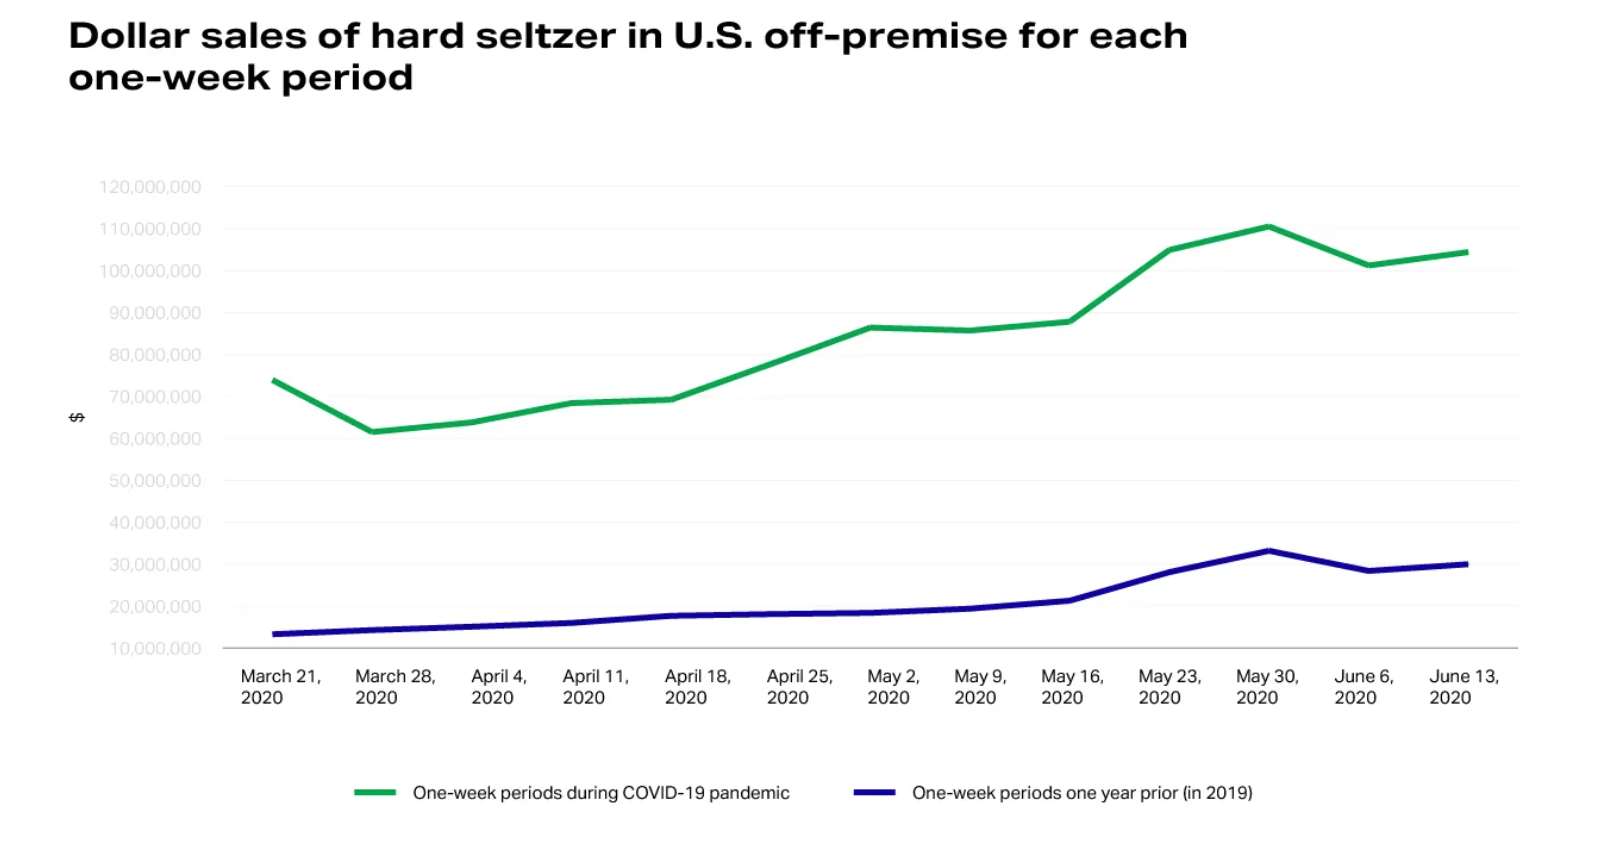 Dollar sales of hard seltzer in U.S. off-premise for each
one-week period
120,000,000
110,000,000
100,000,000
90,000,000
80,000,000
70,000,000
60,000,000
50,000,000
40,000,000
30,000,000
20,000,000
10,000,000
$
March 21,
2020
March 28,
2020
April 4,
2020
April 11,
2020
April 18,
2020
April 25,
2020
May 2,
2020
May 9,
2020
May 16,
2020
May 23,
2020
May 30,
2020
June 6,
2020
June 13,
2020
One-week periods during COVID-19 pandemic
One-week periods one year prior (in 2019)